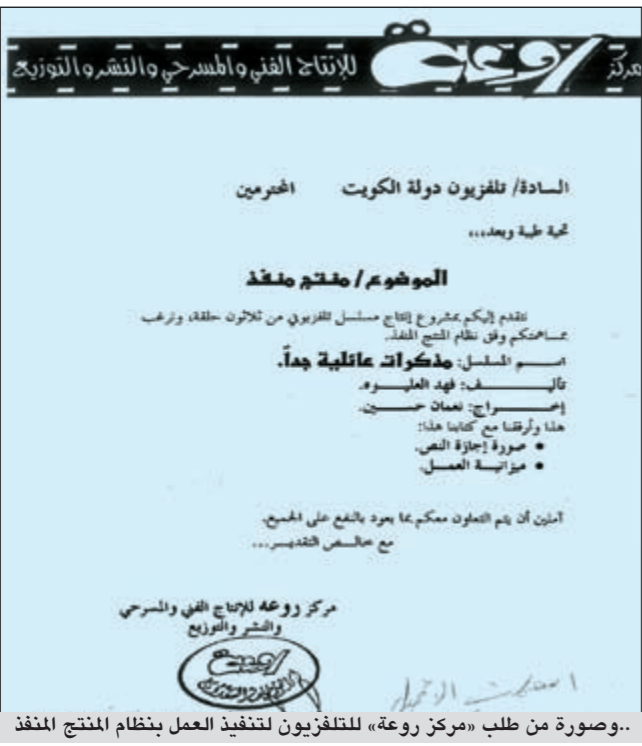 مركز روعة للإنتاج الفني والمسرحي والنشر والتوزيع
السادة/ تلفزيون دولة الكويت المحترمين
تحية طيبة وبعد،،،
الموضوع/ منتج منفذ
نتقدم إليكم بمشروع إنتاج مسلسل تلفزيوني من ثلاثون حلقة، ونرغب
بمساهمتكم وفق نظام المنتج المنفذ.
اسم المسلسل: مذكرات عائلية جداً.
تأليف: فهد العليوه.
إخراج: نعمان حسين.
هذا وأرفقنا مع كتابنا هذا:
• صورة إجازة النص.
• ميزانية العمل.
آملين أن يتم التعاون معكم بما يعود بالنفع على الجميع.
مع خالص التقدير...
مركز روعه للإنتاج الفني والمسرحي
والنشر والتوزيع
روعة
..وصورة من طلب «مركز روعة» للتلفزيون لتنفيذ العمل بنظام المنتج المنفذ